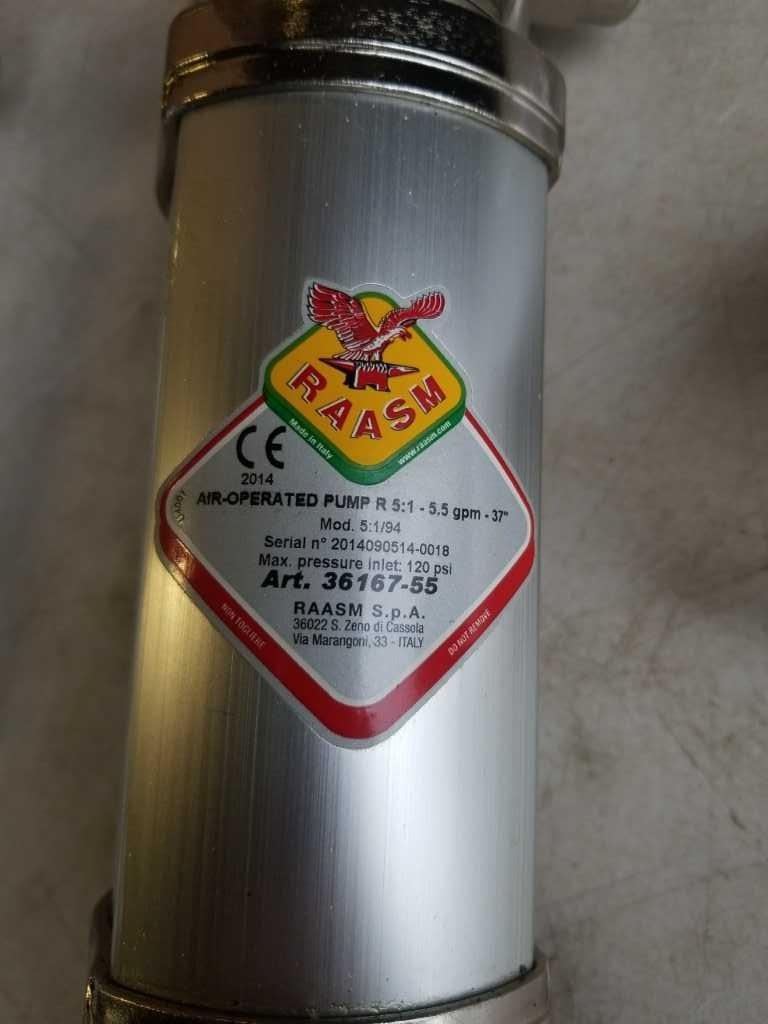 RAASM
Made in Italy
www.raasm.com
CE
2014
AIR-OPERATED PUMP R 5:1 - 5.5 gpm - 37"
Mod. 5:1/94
Serial n° 2014090514-0018
Max. pressure inlet: 120 psi
Art. 36167-55
RAASM S.p.A.
36022 S. Zeno di Cassola
Via Marangoni, 33 - ITALY
NON TOGLIERE
DO NOT REMOVE